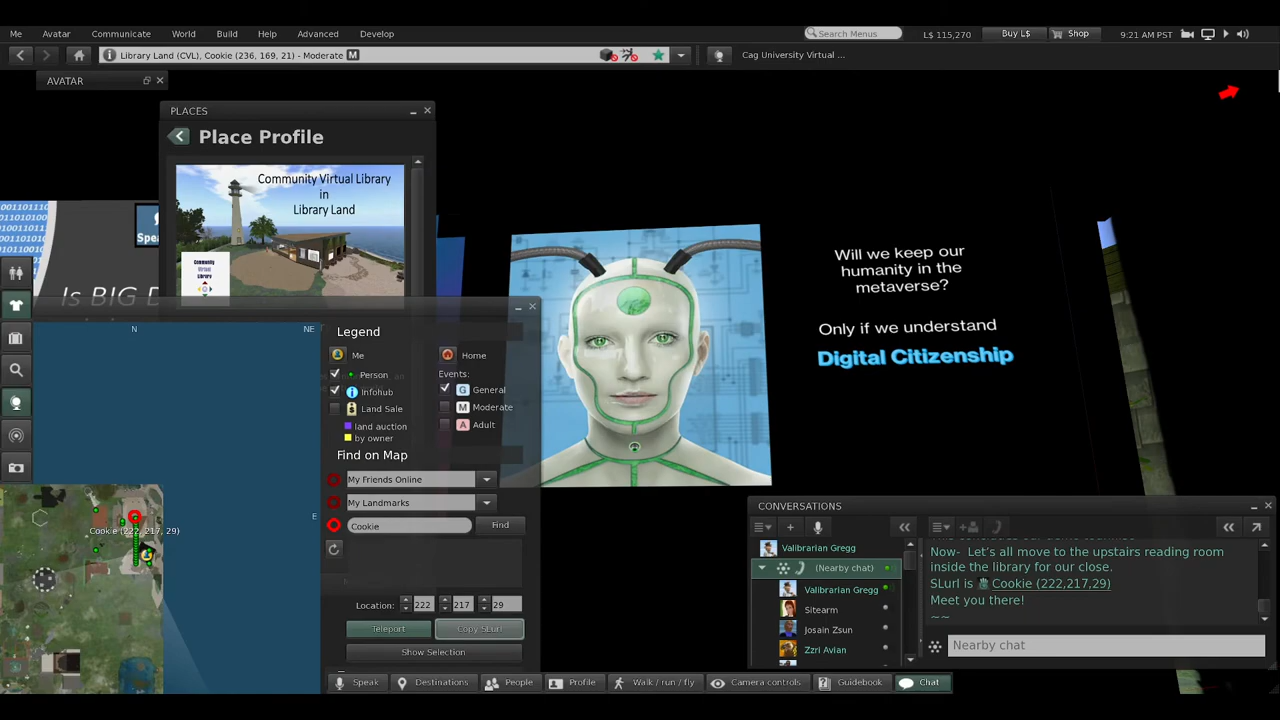 Me Avatar Communicate World Build Help Advanced Develop
Search Menus
L$ 115,270 Buy L$ Shop 9:21 AM PST
Library Land (CVL), Cookie (236, 169, 21) - Moderate M
Cag University Virtual ...
AVATAR
PLACES
Place Profile
Community Virtual Library
in
Library Land
Community
Virtual
Library
Spe
Is BIG D
N NE
E
Legend
Me Home
Person
Infohub
Land Sale
land auction
by owner
Events:
G General
M Moderate
A Adult
Find on Map
My Friends Online
My Landmarks
Cookie Find
Location: 222 217 29
Teleport Copy SLurl
Show Selection
Cookie (222, 217, 29)
Will we keep our
humanity in the
metaverse?
Only if we understand
Digital Citizenship
CONVERSATIONS
Valibrarian Gregg
(Nearby chat)
Valibrarian Gregg
Sitearm
Josain Zsun
Zzri Avian
Now- Let's all move to the upstairs reading room
inside the library for our close.
SLurl is Cookie (222,217,29)
Meet you there!
~~
Nearby chat
Speak Destinations People Profile Walk / run / fly Camera controls Guidebook Chat